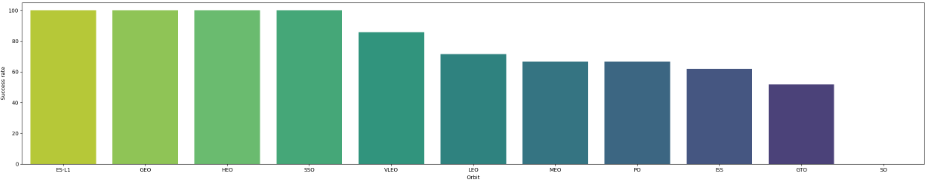 100
80
60
40
20
0
Success rate
ES-L1 GEO HEO SSO VLEO LEO MEO PO ISS GTO SO
Orbit